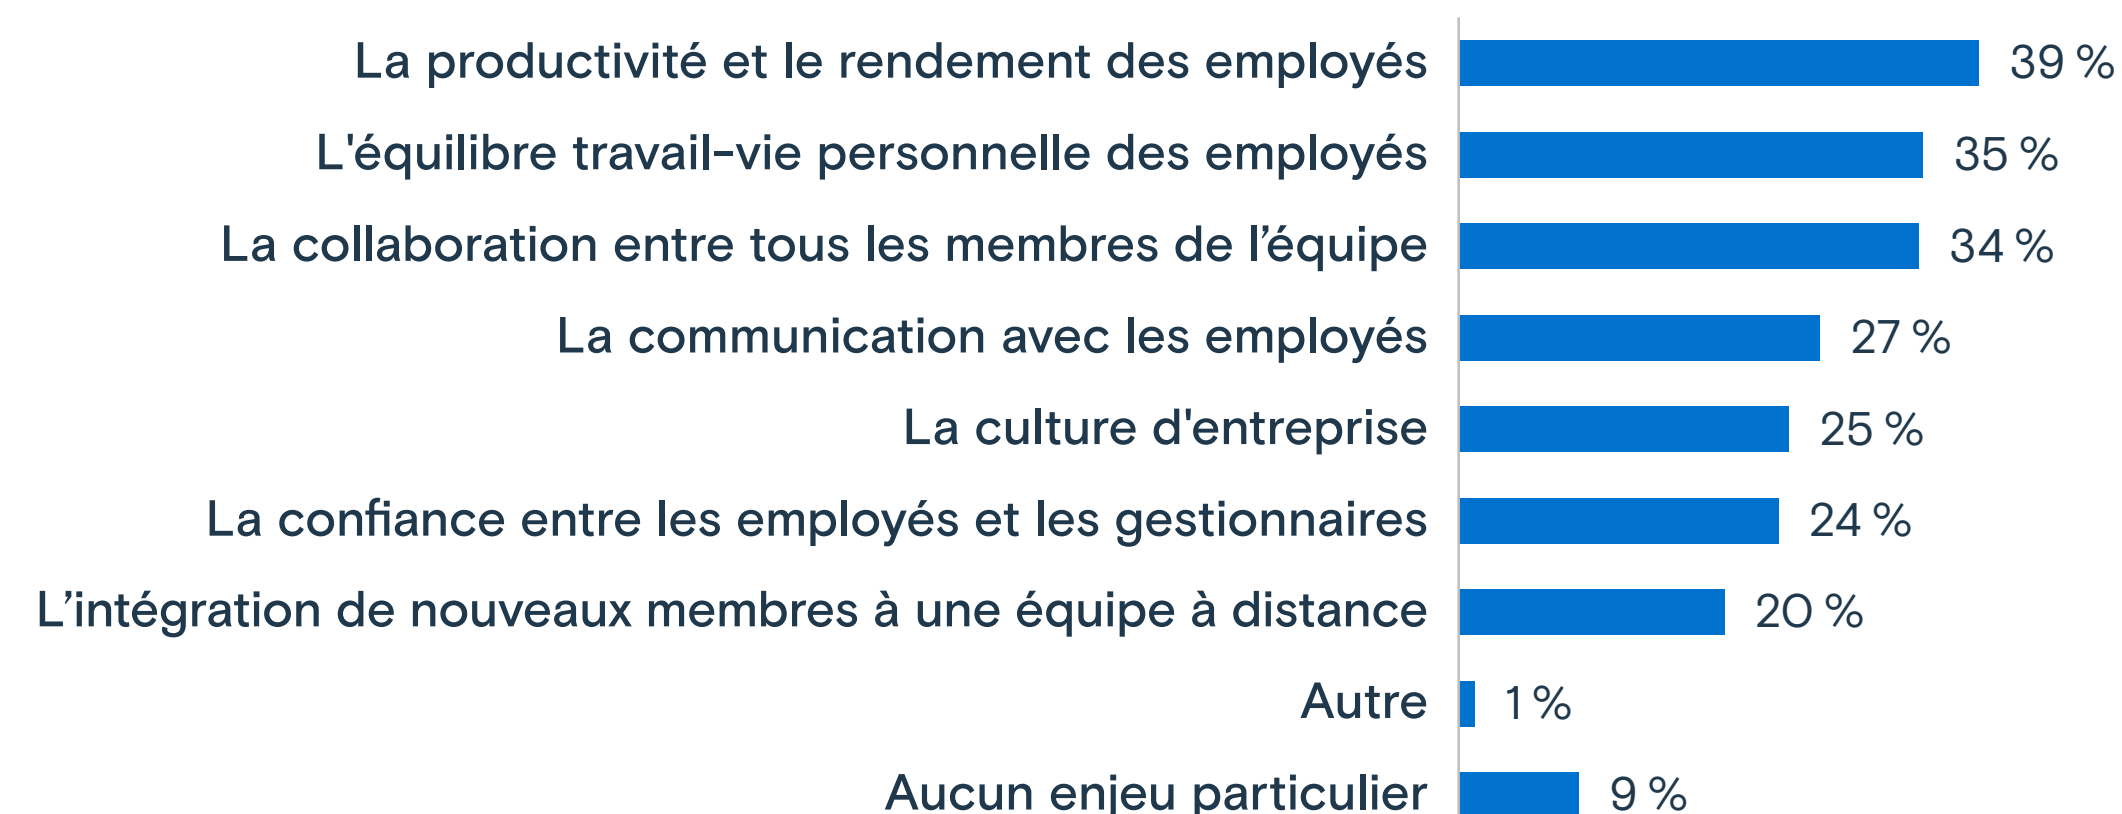 La productivité et le rendement des employés 39 %
L'équilibre travail-vie personnelle des employés 35 %
La collaboration entre tous les membres de l’équipe 34 %
La communication avec les employés 27 %
La culture d'entreprise 25 %
La confiance entre les employés et les gestionnaires 24 %
L’intégration de nouveaux membres à une équipe à distance 20 %
Autre 1 %
Aucun enjeu particulier 9 %